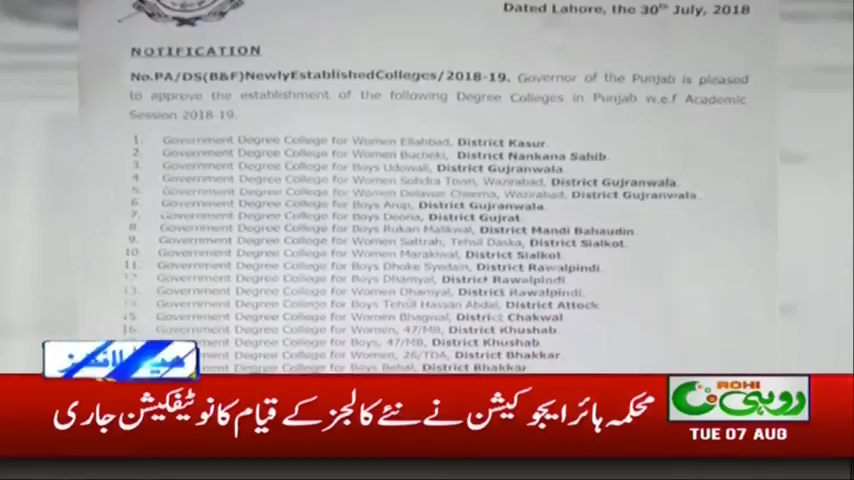 Dated Lahore, the 30th July, 2018
NOTIFICATION
No.PA/DS(B&F)NewlyEstablishedColleges/2018-19. Governor of the Punjab is pleased
to approve the establishment of the following Degree Colleges in Punjab w.e.f Academic
Session 2018-19.
1. Government Degree College for Women Ellahbad, District Kasur.
2. Government Degree College for Women Bucheki, District Nankana Sahib.
3. Government Degree College for Boys Udowali, District Gujranwala.
4. Government Degree College for Women Sohdra Town, Wazirabad, District Gujranwala.
5. Government Degree College for Women Delawar Cheema, Wazirabad, District Gujranwala.
6. Government Degree College for Boys Arup, District Gujranwala.
7. Government Degree College for Boys Deona, District Gujrat.
8. Government Degree College for Boys Rukan Malikwal, District Mandi Bahaudin.
9. Government Degree College for Women Sattrah, Tehsil Daska, District Sialkot.
10. Government Degree College for Women Marakiwal, District Sialkot.
11. Government Degree College for Boys Dhoke Syedain, District Rawalpindi.
12. Government Degree College for Boys Dhamyal, District Rawalpindi.
13. Government Degree College for Women Dhamyal, District Rawalpindi.
14. Government Degree College for Boys Tehsil Hassan Abdal, District Attock
15. Government Degree College for Women Bhagwal, District Chakwal
16. Government Degree College for Women, 47/MB, District Khushab.
Government Degree College for Boys, 47/MB, District Khushab.
Government Degree College for Women, 26/TDA, District Bhakkar.
Government Degree College for Boys Behal, District Bhakkar
ہیڈلائنز
محکمہ ہائر ایجوکیشن نے نئے کالجز کے قیام کا نوٹیفکیشن جاری
ROHI
روہی
TUE 07 AUG